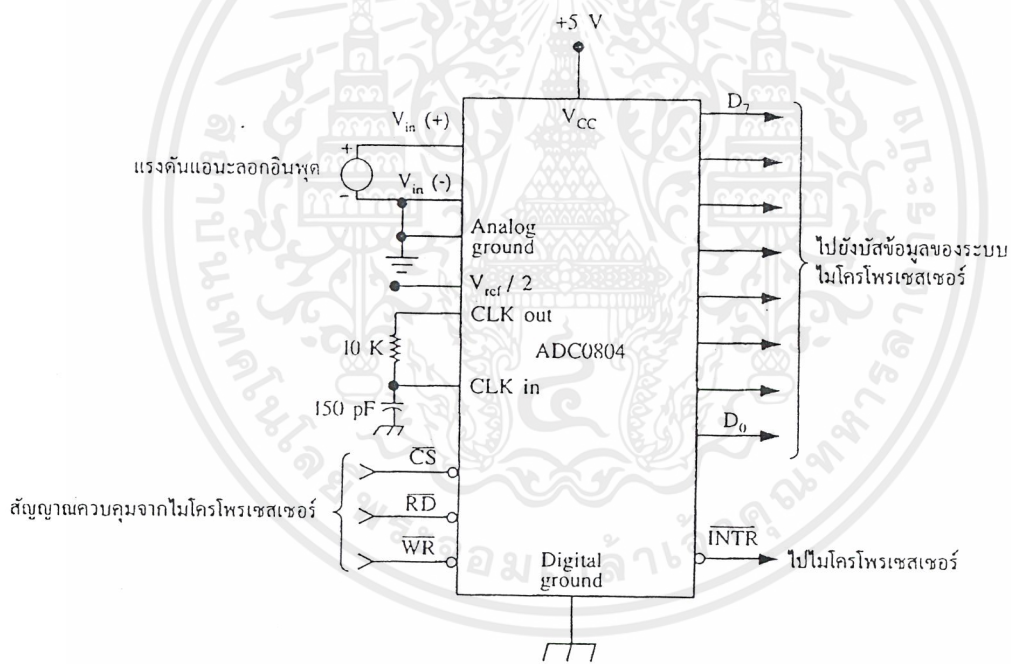 +5 V
V_CC
V_in (+)
+
แรงดันแอนะลอกอินพุต
V_in (-)
-
Analog
ground
V_ref / 2
CLK out
10 K
ADC0804
CLK in
150 pF
D_7
ไปยังบัสข้อมูลของระบบ
ไมโครโพรเซสเซอร์
D_0
C̅S̅
สัญญาณควบคุมจากไมโครโพรเซสเซอร์
R̅D̅
W̅R̅
Digital
ground
I̅N̅T̅R̅
ไปไมโครโพรเซสเซอร์